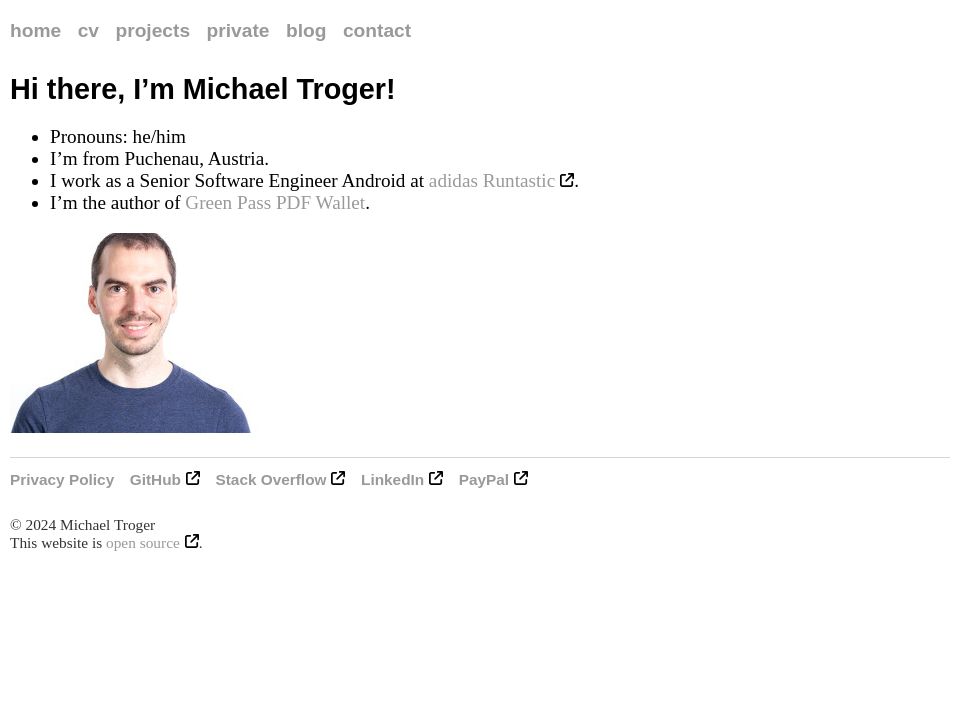 home cv projects private blog contact
Hi there, I’m Michael Troger!
Pronouns: he/him
I’m from Puchenau, Austria.
I work as a Senior Software Engineer Android at adidas Runtastic.
I’m the author of Green Pass PDF Wallet.
Privacy Policy GitHub Stack Overflow LinkedIn PayPal
© 2024 Michael Troger
This website is open source.